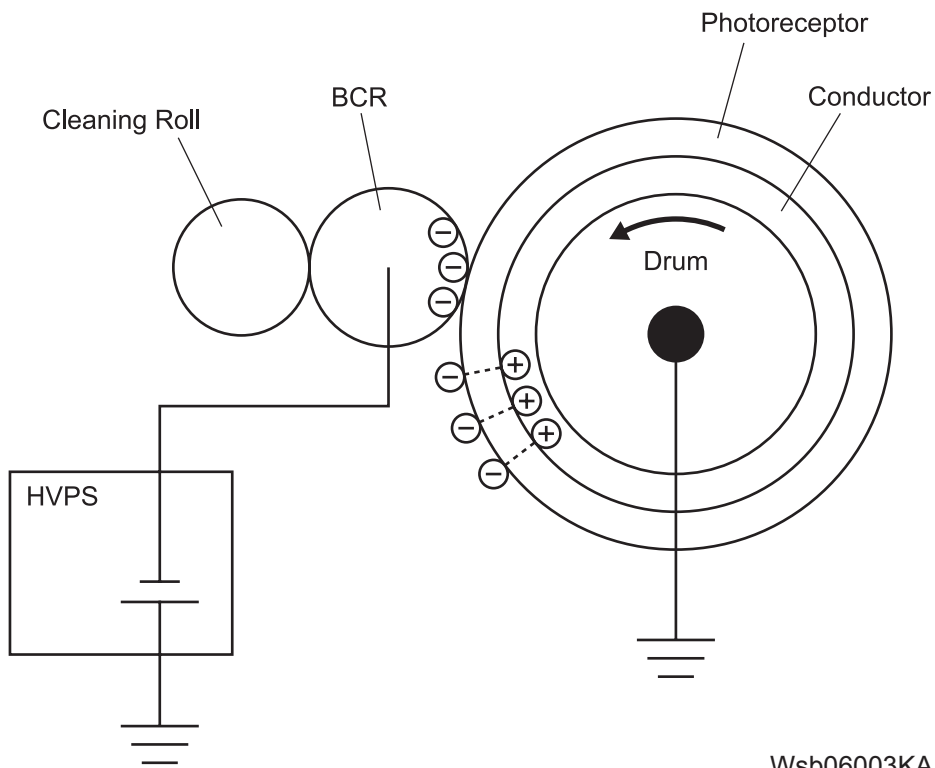 Photoreceptor
Conductor
BCR
Cleaning Roll
Drum
HVPS
Wsb06003KA